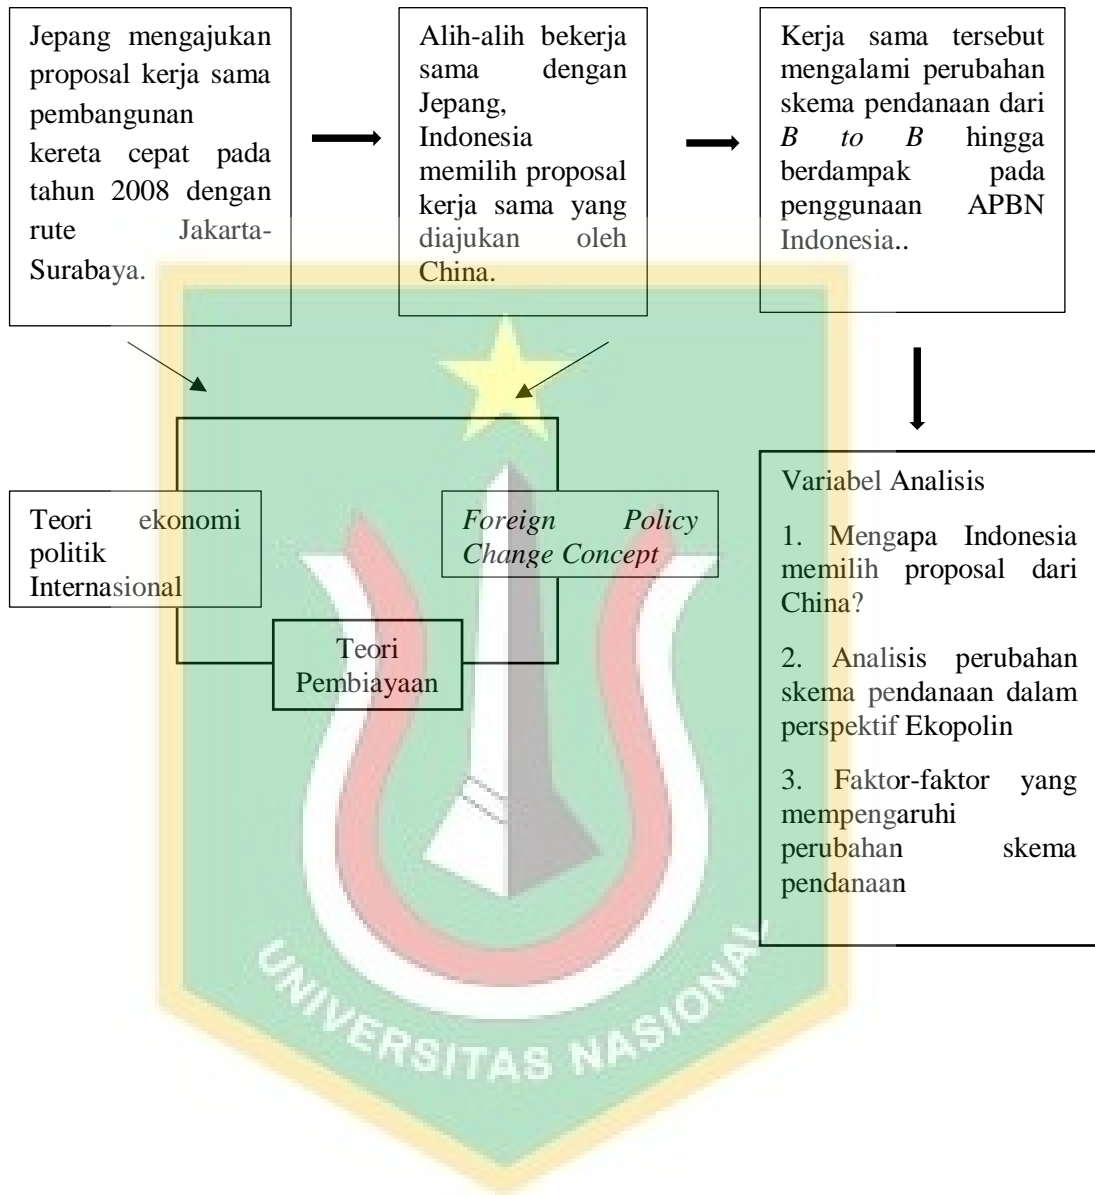 Jepang mengajukan
proposal kerja sama
pembangunan
kereta cepat pada
tahun 2008 dengan
rute Jakarta-
Surabaya.
Alih-alih bekerja
sama dengan
Jepang,
Indonesia
memilih proposal
kerja sama yang
diajukan oleh
China.
Kerja sama tersebut
mengalami perubahan
skema pendanaan dari
B to B hingga
berdampak pada
penggunaan APBN
Indonesia..
Teori ekonomi
politik
Internasional
Foreign Policy
Change Concept
Teori
Pembiayaan
Variabel Analisis
1. Mengapa Indonesia
memilih proposal dari
China?
2. Analisis perubahan
skema pendanaan dalam
perspektif Ekopolin
3. Faktor-faktor yang
mempengaruhi
perubahan skema
pendanaan
UNIVERSITAS NASIONAL